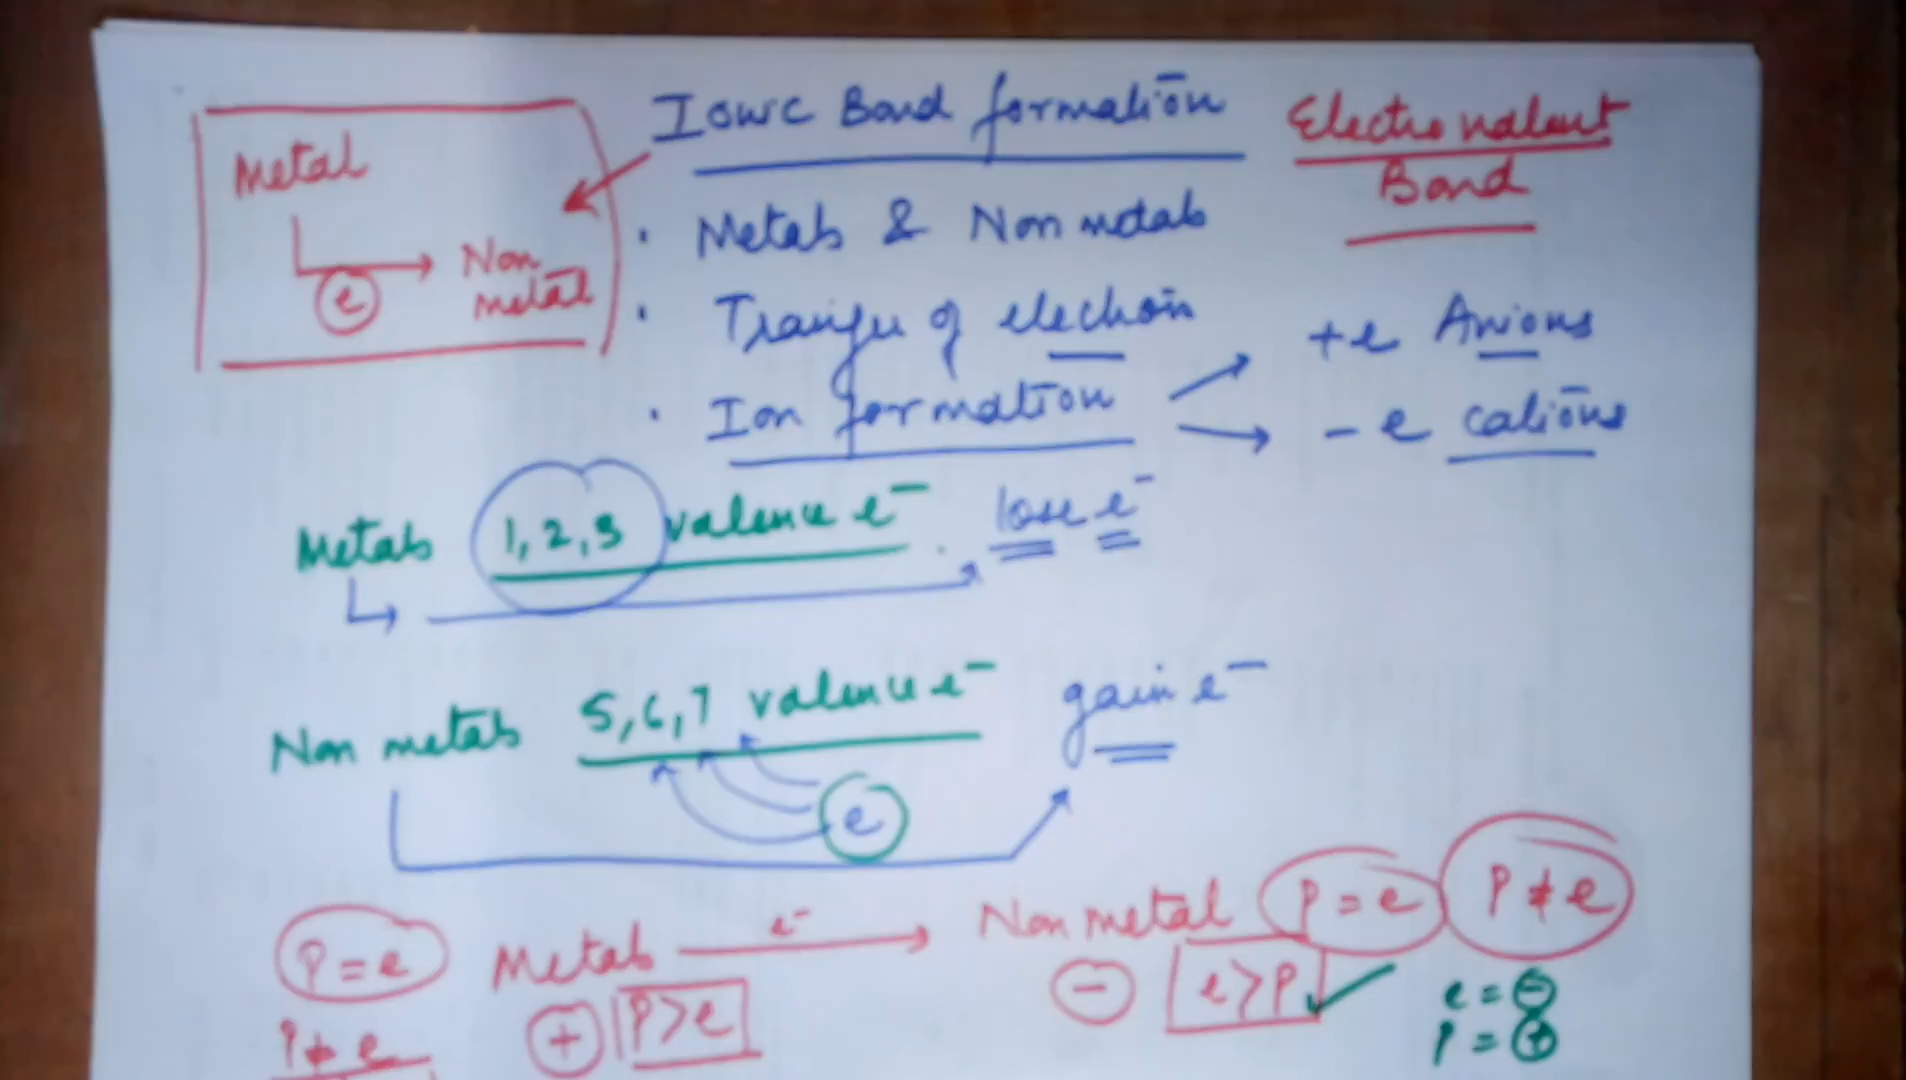 Ionic Bond formation
Electrovalent
Bond
Metal
e
Non
metal
• Metals & Non metals
• Transfer of electron
• Ion formation
+e Anions
-e cations
Metals 1, 2, 3 valence e⁻. lose e⁻
Non metals 5, 6, 7 valence e⁻ gain e⁻
e
P = e Metals e⁻ Non metal P = e P ≠ e
P ≠ e + P > e - e > P
e = -
P = +